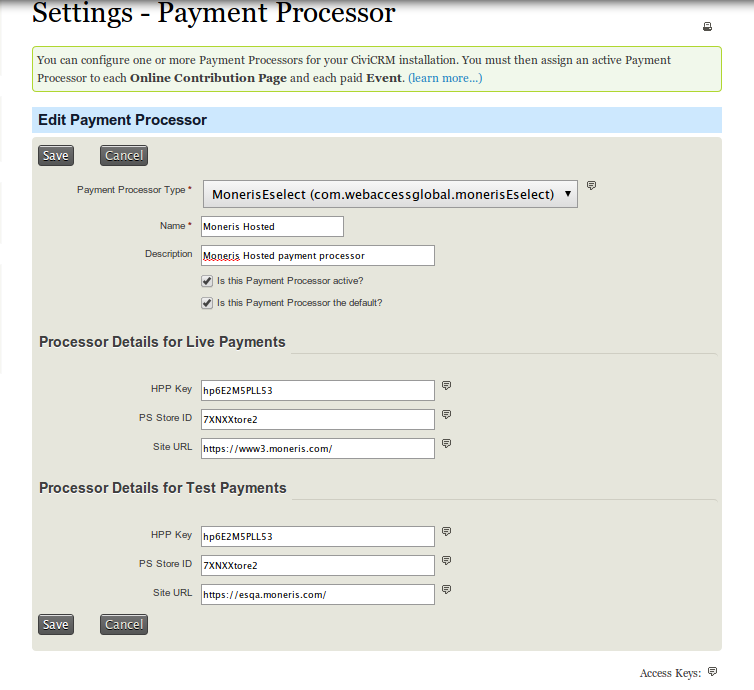 Settings - Payment Processor
You can configure one or more Payment Processors for your CiviCRM installation. You must then assign an active Payment
Processor to each Online Contribution Page and each paid Event. (learn more...)
Edit Payment Processor
Save Cancel
Payment Processor Type * MonerisEselect (com.webaccessglobal.monerisEselect)
Name * Moneris Hosted
Description Moneris Hosted payment processor
Is this Payment Processor active?
Is this Payment Processor the default?
Processor Details for Live Payments
HPP Key hp6E2M5PLL53
PS Store ID 7XNXXtore2
Site URL https://www3.moneris.com/
Processor Details for Test Payments
HPP Key hp6E2M5PLL53
PS Store ID 7XNXXtore2
Site URL https://esqa.moneris.com/
Save Cancel
Access Keys: